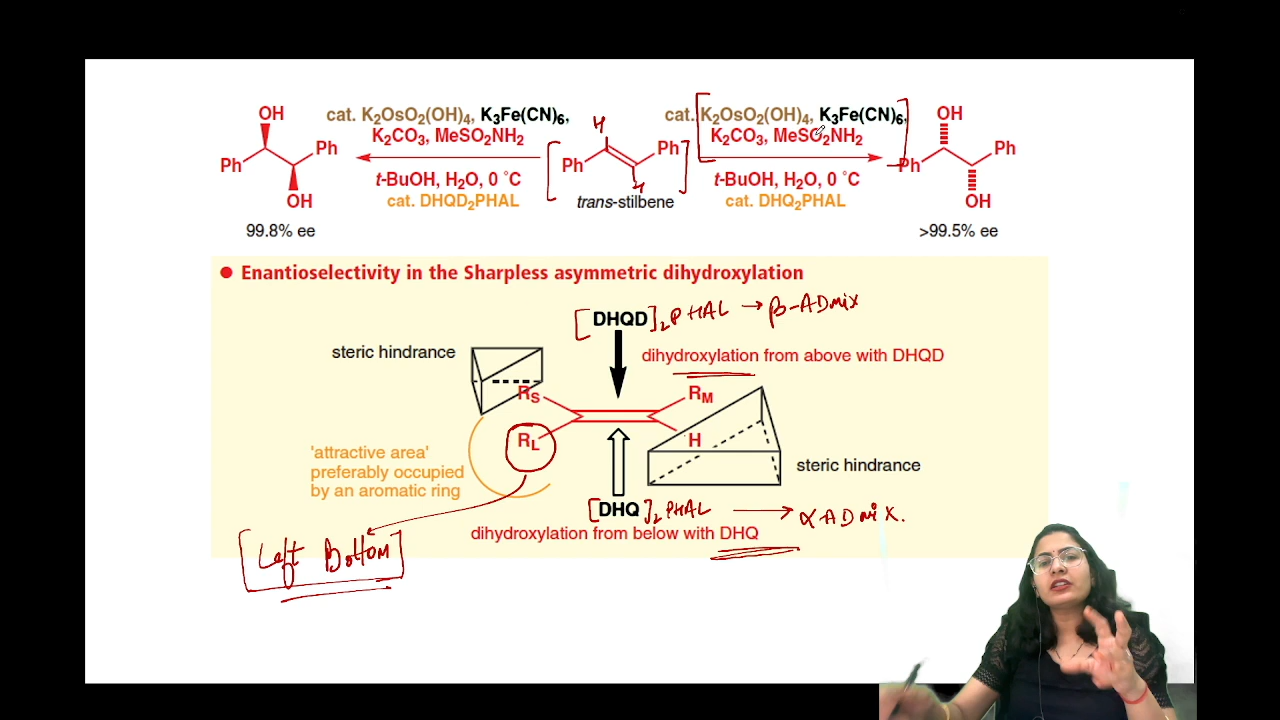 OH
Ph
Ph
OH
99.8% ee
cat. K2OsO2(OH)4, K3Fe(CN)6,
K2CO3, MeSO2NH2
t-BuOH, H2O, 0 ˚C
cat. DHQD2PHAL
H
Ph
Ph
H
trans-stilbene
cat. K2OsO2(OH)4, K3Fe(CN)6,
K2CO3, MeSO2NH2
t-BuOH, H2O, 0 ˚C
cat. DHQ2PHAL
OH
Ph
Ph
OH
>99.5% ee
● Enantioselectivity in the Sharpless asymmetric dihydroxylation
[DHQD]2PHAL → β-ADmix
steric hindrance
dihydroxylation from above with DHQD
RS
RM
RL
H
'attractive area'
preferably occupied
by an aromatic ring
steric hindrance
[DHQ]2PHAL → αADmix.
dihydroxylation from below with DHQ
[Left Bottom]